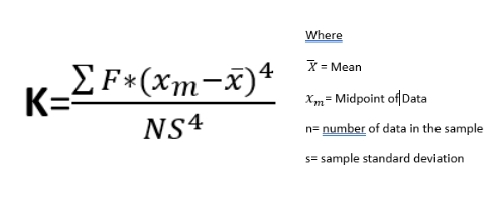 K=
∑ F*(xm−x̄)4
NS4
Where
X̄ = Mean
xm= Midpoint of Data
n= number of data in the sample
s= sample standard deviation